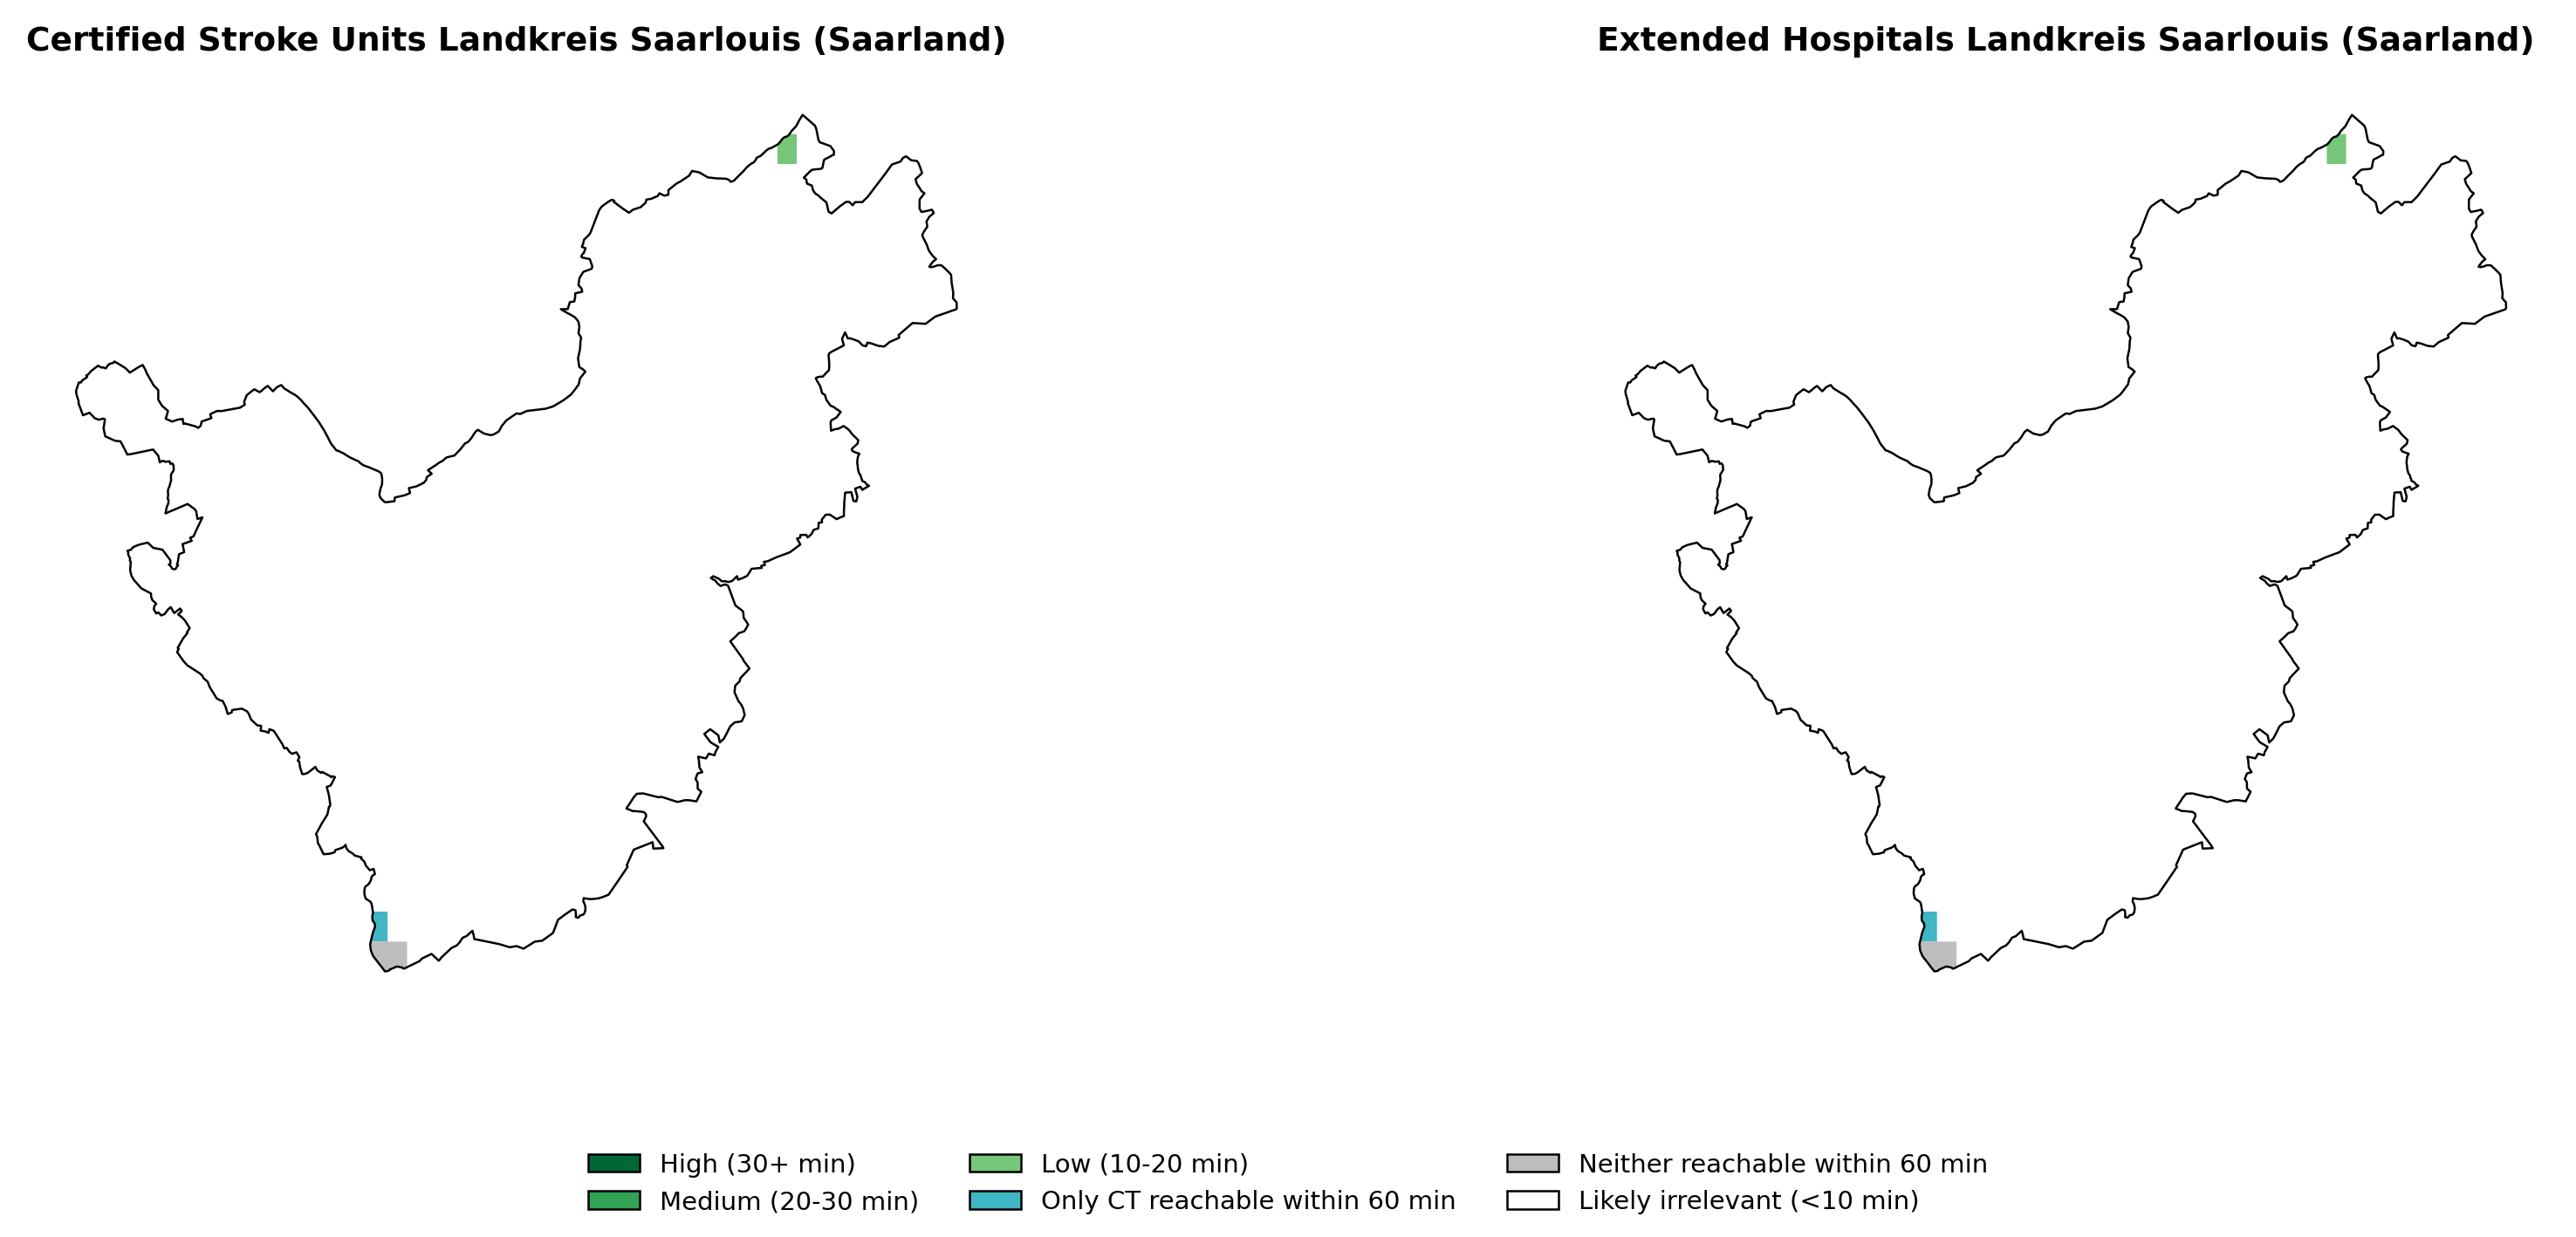 Certified Stroke Units Landkreis Saarlouis (Saarland)
Extended Hospitals Landkreis Saarlouis (Saarland)
High (30+ min)
Medium (20-30 min)
Low (10-20 min)
Only CT reachable within 60 min
Neither reachable within 60 min
Likely irrelevant (<10 min)